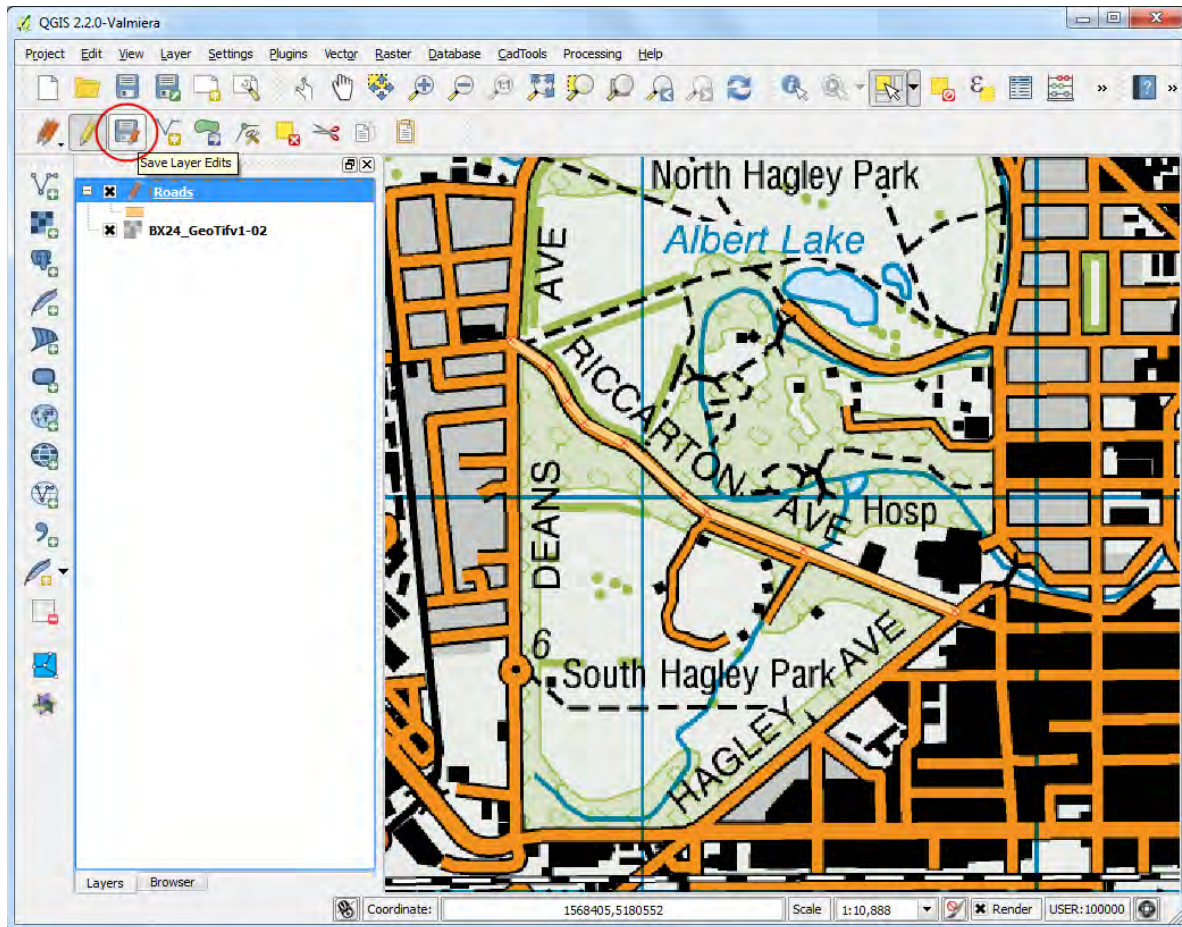 QGIS 2.2.0-Valmiera
Project Edit View Layer Settings Plugins Vector Raster Database CadTools Processing Help
Save Layer Edits
Roads
BX24_GeoTifv1-02
North Hagley Park
Albert Lake
AVE
RICCARTON AVE
Hosp
DEANS
6
South Hagley Park
HAGLEY AVE
Layers Browser
Coordinate: 1568405,5180552 Scale 1:10,888 Render USER:100000